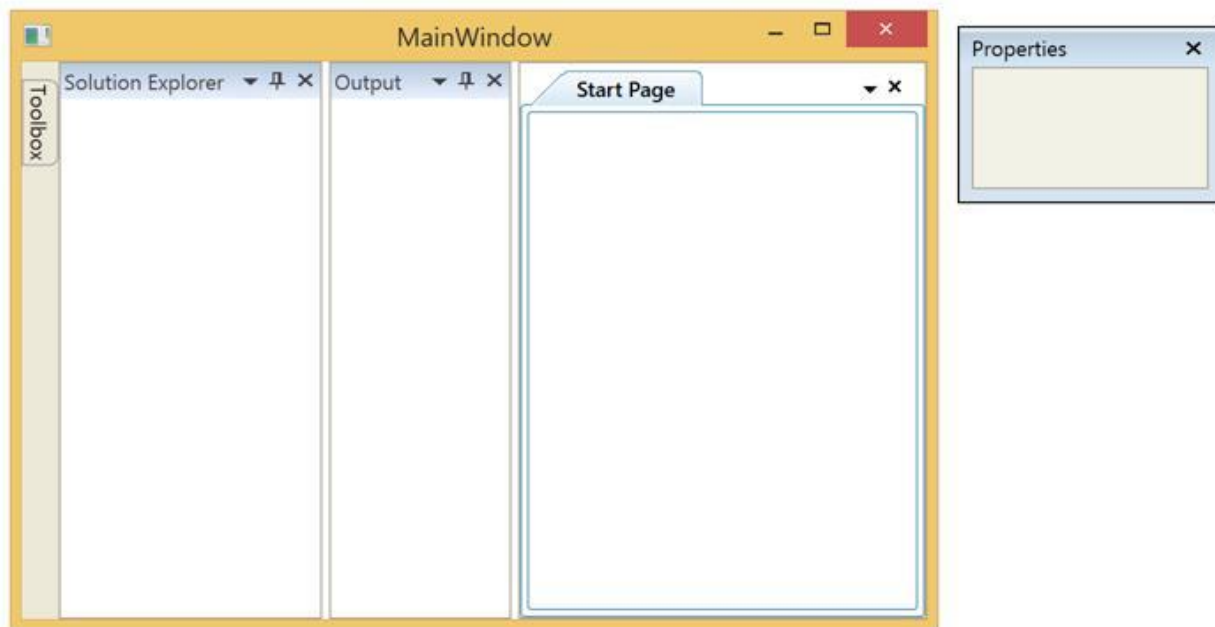 MainWindow
Toolbox
Solution Explorer
Output
Start Page
Properties